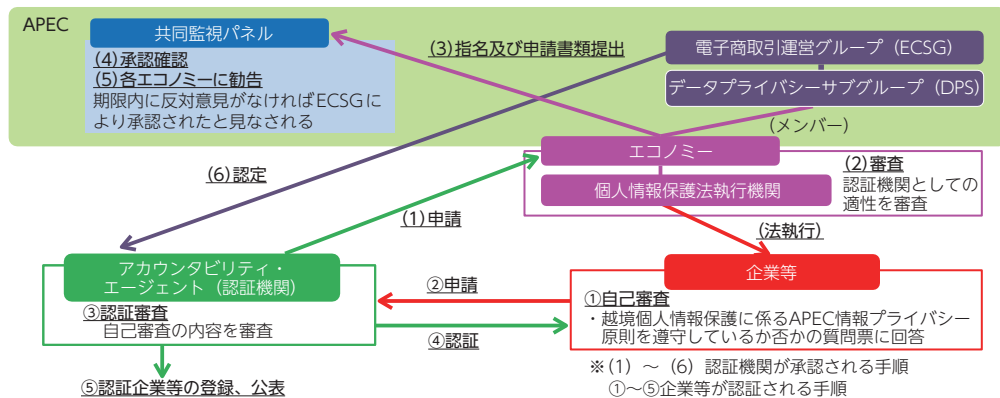 APEC
共同監視パネル
(4)承認確認
(5)各エコノミーに勧告
期限内に反対意見がなければECSGに
より承認されたと見なされる
(3)指名及び申請書類提出
電子商取引運営グループ（ECSG）
データプライバシーサブグループ（DPS）
(メンバー)
エコノミー
個人情報保護法執行機関
(2)審査
認証機関としての
適性を審査
(6)認定
(1)申請
(法執行)
アカウンタビリティ・
エージェント（認証機関）
③認証審査
自己審査の内容を審査
②申請
④認証
企業等
①自己審査
・越境個人情報保護に係るAPEC情報プライバシー
原則を遵守しているか否かの質問票に回答
⑤認証企業等の登録、公表
※(1）～（6）認証機関が承認される手順
①～⑤企業等が認証される手順